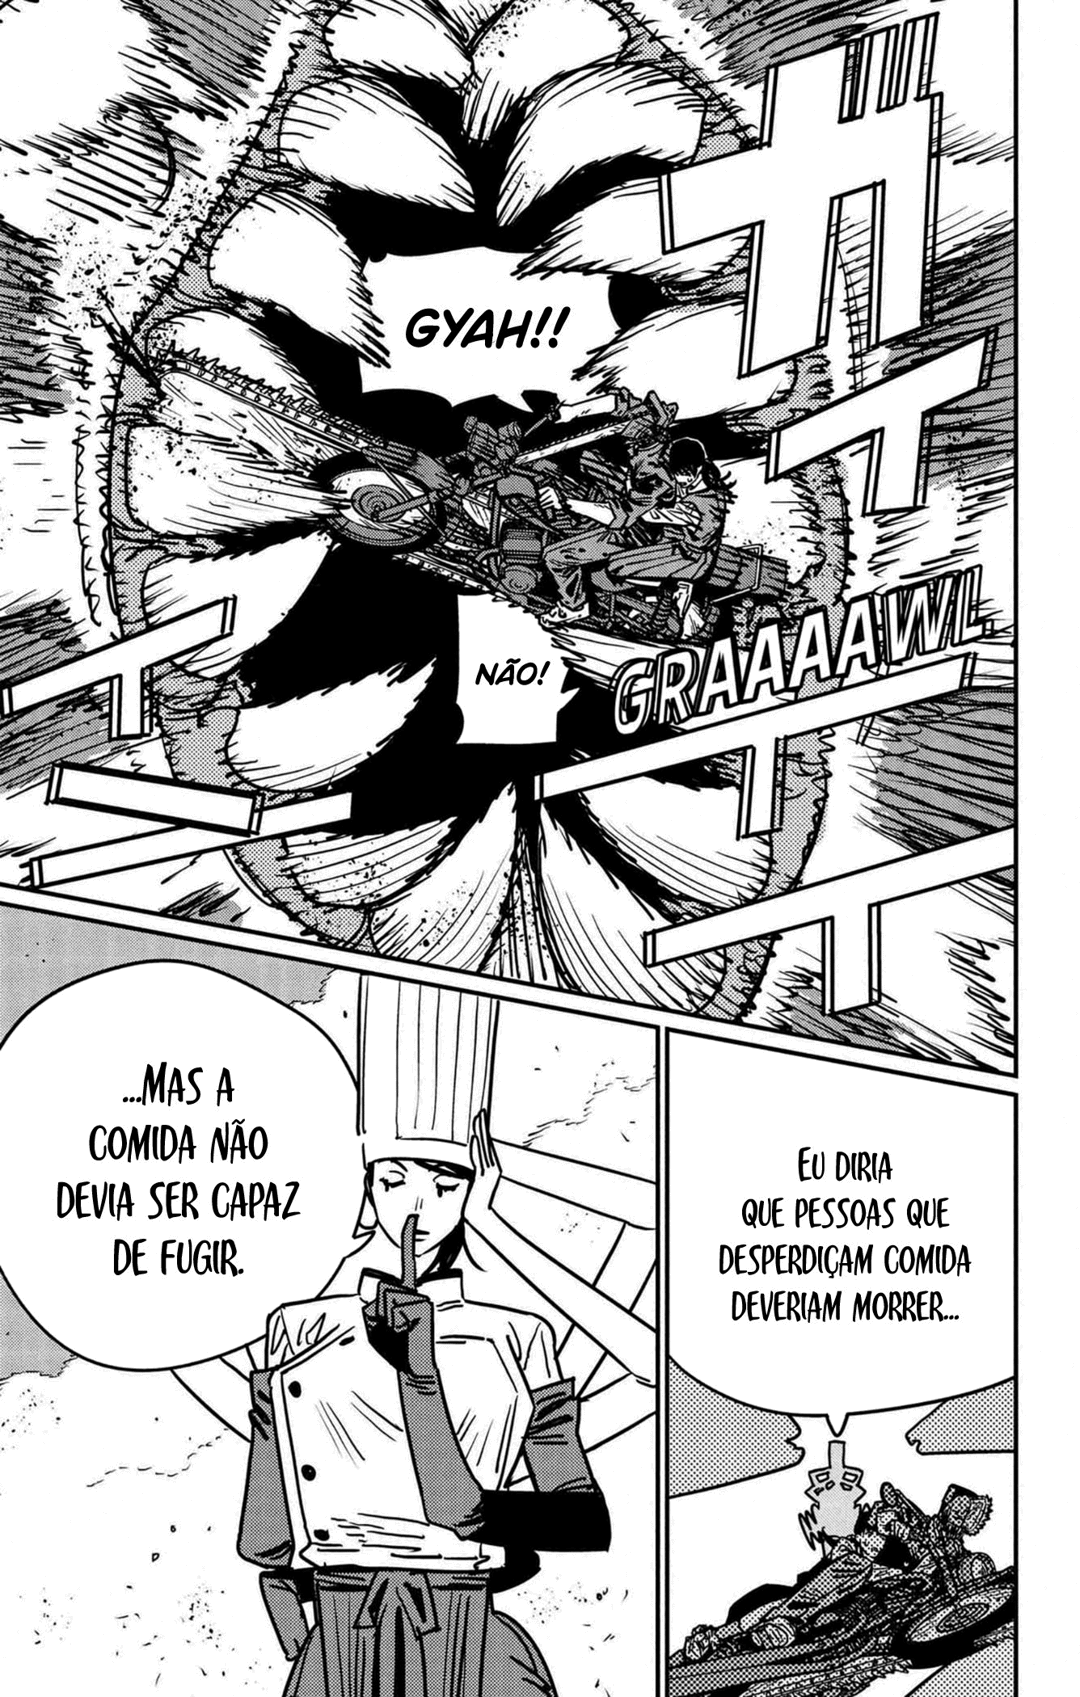 GYAH!!
NÃO!
GRAAAAWL
EU DIRIA
QUE PESSOAS QUE
DESPERDIÇAM COMIDA
DEVERIAM MORRER...
...MAS A
COMIDA NÃO
DEVIA SER CAPAZ
DE FUGIR.